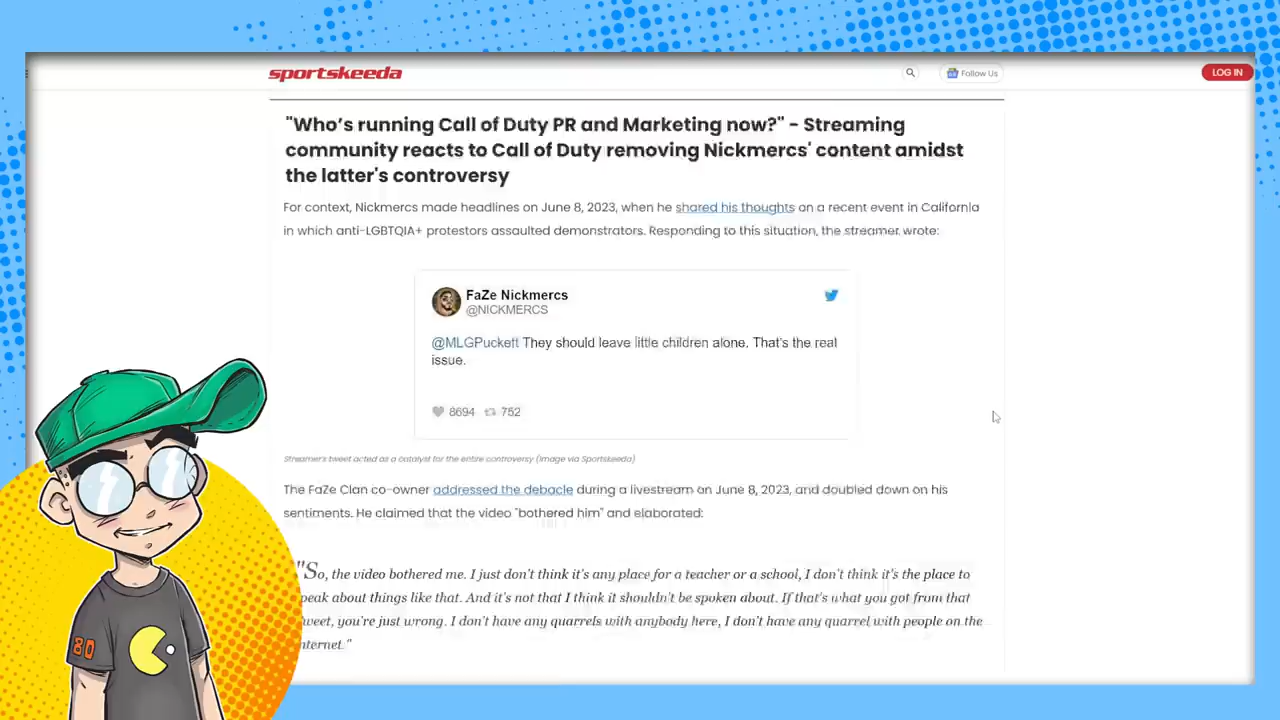 sportskeeda
Follow Us
LOG IN
"Who's running Call of Duty PR and Marketing now?" - Streaming
community reacts to Call of Duty removing Nickmercs' content amidst
the latter's controversy
For context, Nickmercs made headlines on June 8, 2023, when he shared his thoughts on a recent event in California
in which anti-LGBTQIA+ protestors assaulted demonstrators. Responding to this situation, the streamer wrote:
FaZe Nickmercs
@NICKMERCS
@MLGPuckett They should leave little children alone. That's the real
issue.
8694 752
Streamer's tweet acted as a catalyst for the entire controversy (Image via Sportskeeda)
The FaZe Clan co-owner addressed the debacle during a livestream on June 8, 2023, and doubled down on his
sentiments. He claimed that the video "bothered him" and elaborated:
"So, the video bothered me. I just don't think it's any place for a teacher or a school, I don't think it's the place to
peak about things like that. And it's not that I think it shouldn't be spoken about. If that's what you got from that
weet, you're just wrong. I don't have any quarrels with anybody here, I don't have any quarrel with people on the
nternet."
80